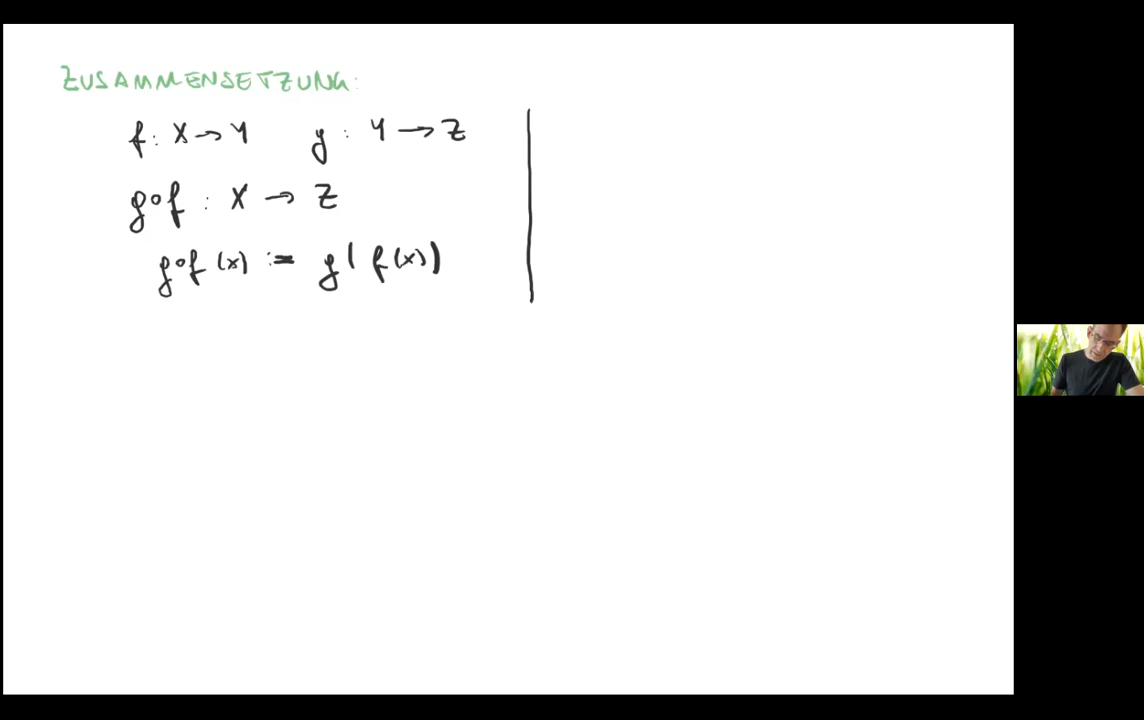 ZUSAMMENSETZUNG:
f: X → Y   g : Y → Z
g∘f : X → Z
g∘f (x) := g( f(x))